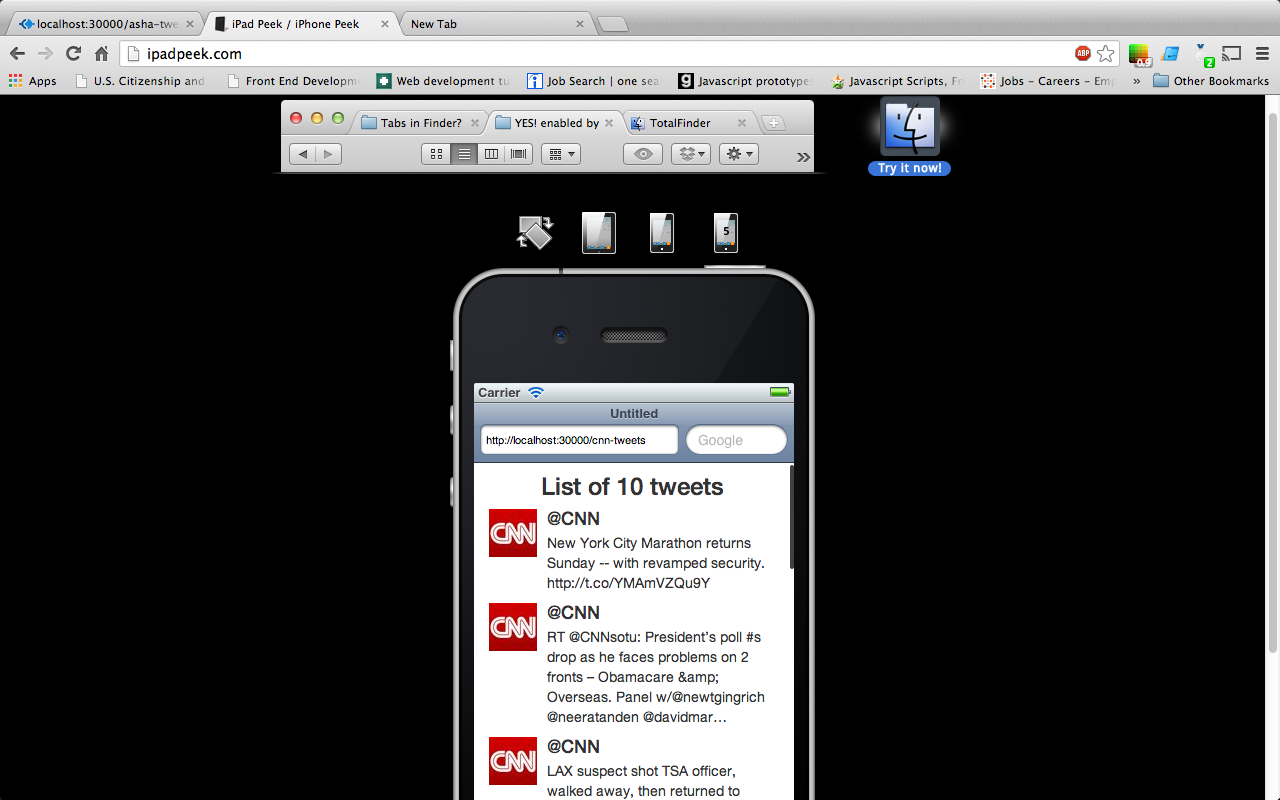 localhost:30000/asha-twe
iPad Peek / iPhone Peek
New Tab
ipadpeek.com
ABP
0.9
2
Apps
U.S. Citizenship and
Front End Developm
Web development tu
Job Search | one sea
Javascript prototypes
Javascript Scripts, Fr
Jobs – Careers – Emp
»
Other Bookmarks
Tabs in Finder?
YES! enabled by
TotalFinder
Try it now!
5
Carrier
Untitled
http://localhost:30000/cnn-tweets
Google
List of 10 tweets
CNN
@CNN
New York City Marathon returns
Sunday -- with revamped security.
http://t.co/YMAmVZQu9Y
CNN
@CNN
RT @CNNsotu: President’s poll #s
drop as he faces problems on 2
fronts – Obamacare &amp;amp;
Overseas. Panel w/@newtgingrich
@neeratanden @davidmar…
CNN
@CNN
LAX suspect shot TSA officer,
walked away, then returned to